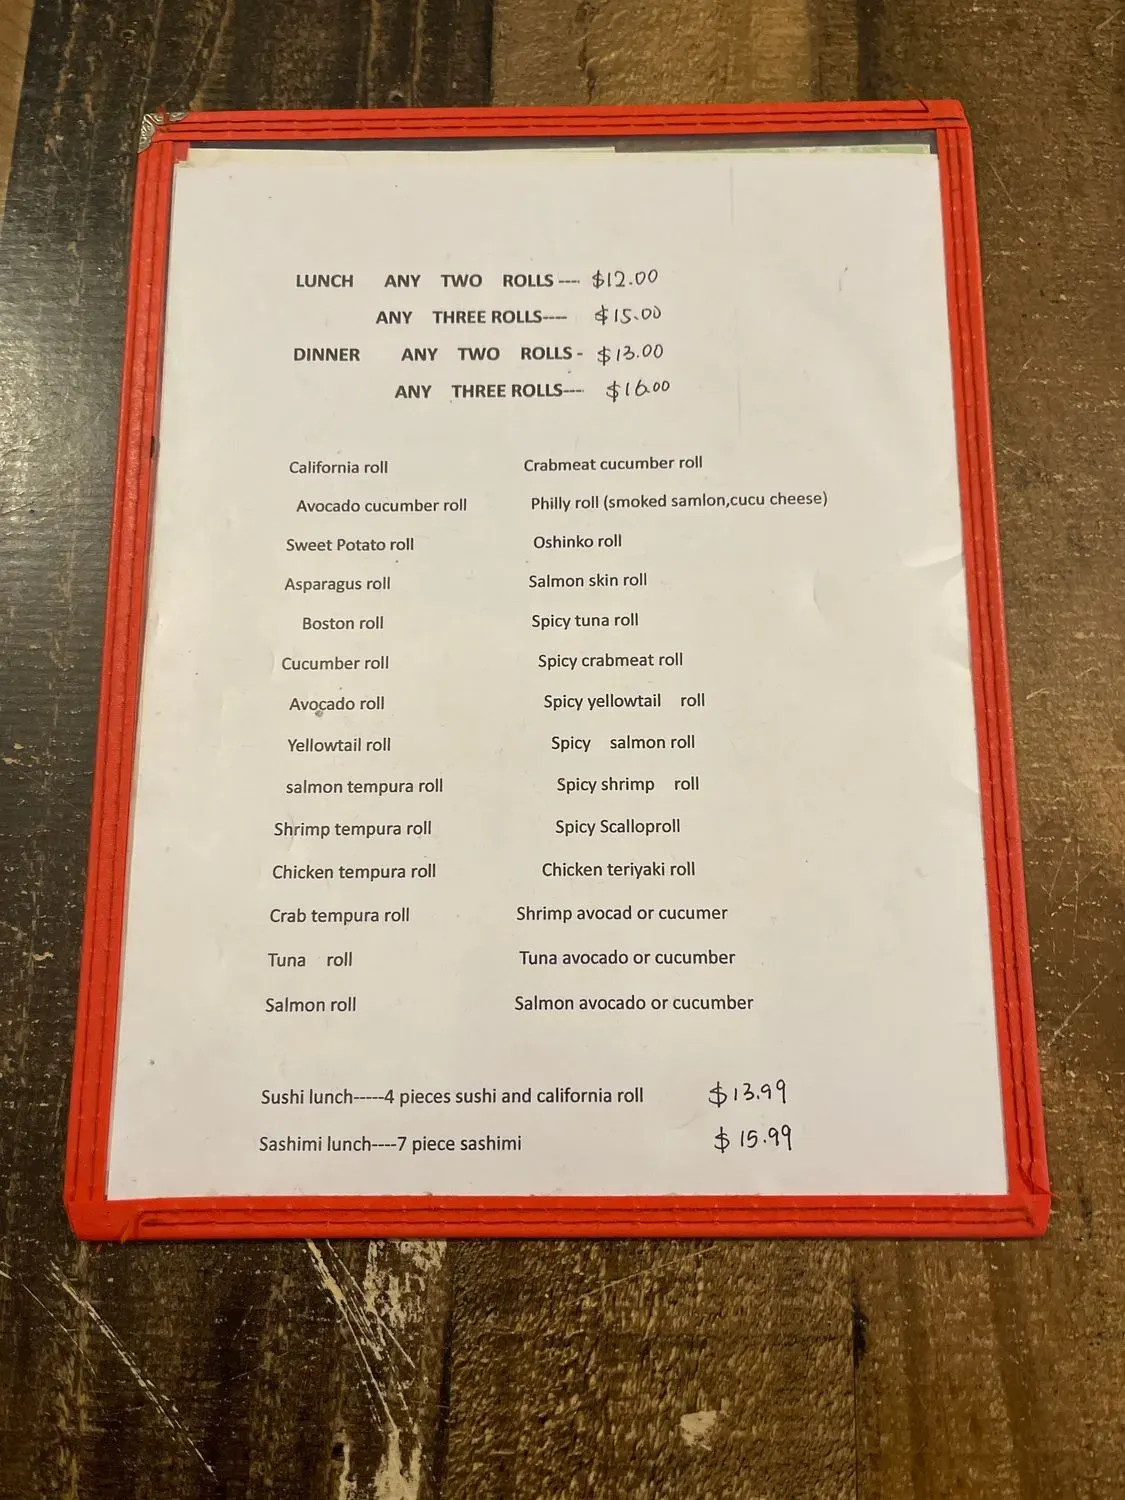 LUNCH ANY TWO ROLLS---- $12.00
ANY THREE ROLLS---- $15.00
DINNER ANY TWO ROLLS- $13.00
ANY THREE ROLLS---- $16.00
California roll Crabmeat cucumber roll
Avocado cucumber roll Philly roll (smoked samlon,cucu cheese)
Sweet Potato roll Oshinko roll
Asparagus roll Salmon skin roll
Boston roll Spicy tuna roll
Cucumber roll Spicy crabmeat roll
Avocado roll Spicy yellowtail roll
Yellowtail roll Spicy salmon roll
salmon tempura roll Spicy shrimp roll
Shrimp tempura roll Spicy Scalloproll
Chicken tempura roll Chicken teriyaki roll
Crab tempura roll Shrimp avocad or cucumer
Tuna roll Tuna avocado or cucumber
Salmon roll Salmon avocado or cucumber
Sushi lunch-----4 pieces sushi and california roll $13.99
Sashimi lunch----7 piece sashimi $15.99